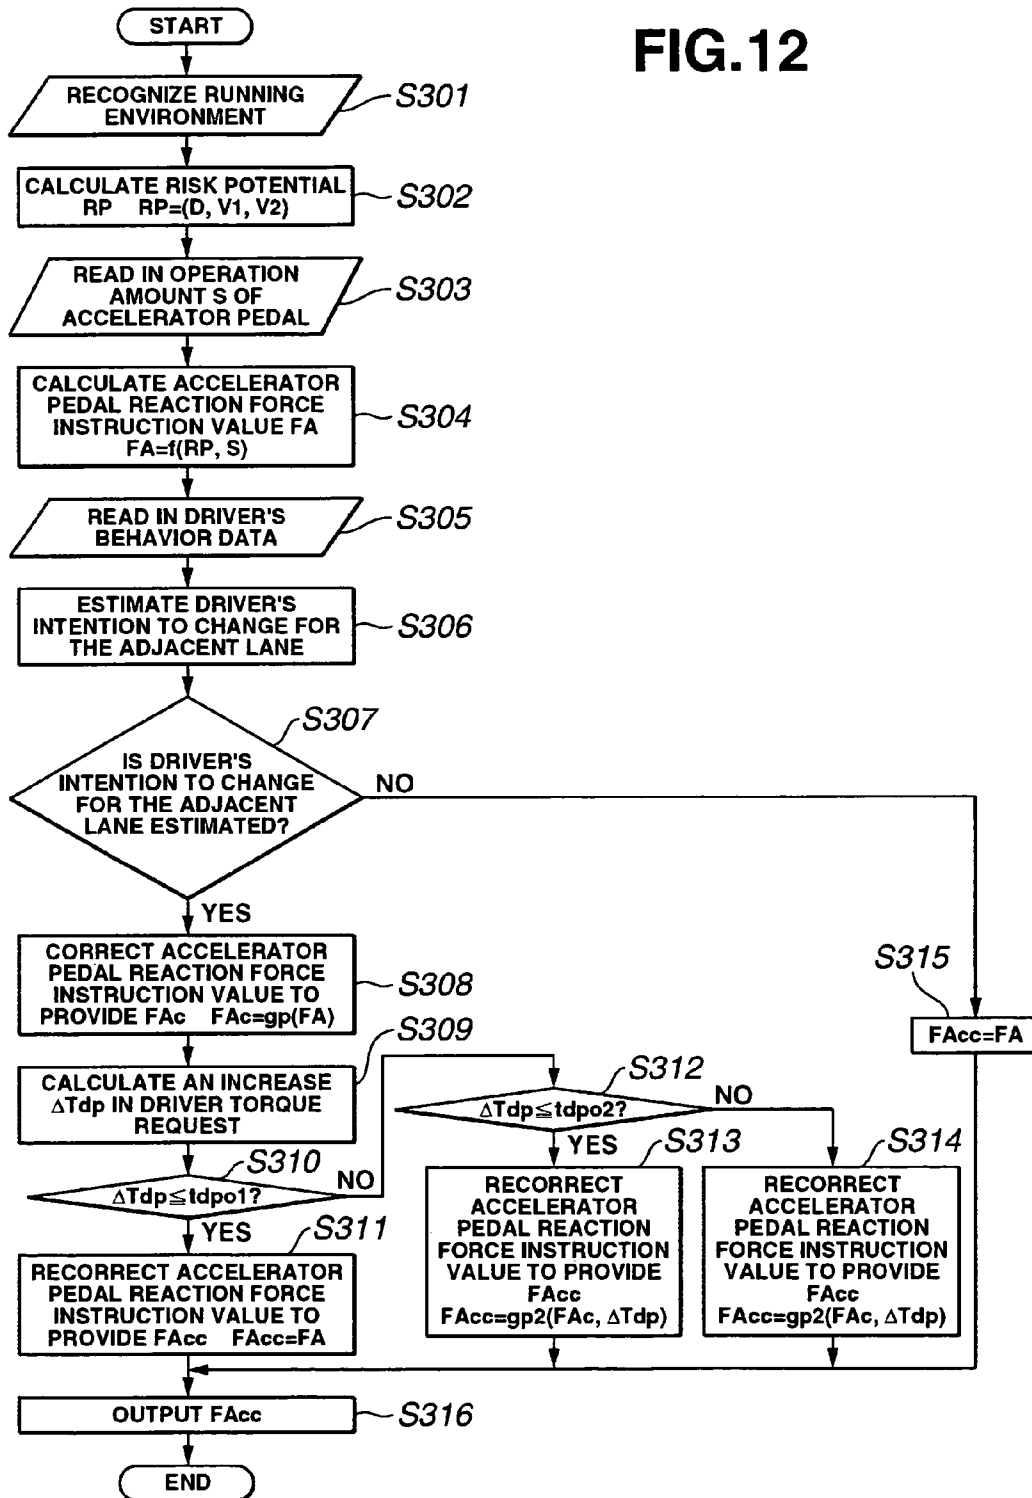 FIG.12
START
RECOGNIZE RUNNING
ENVIRONMENT
S301
CALCULATE RISK POTENTIAL
RP RP=(D, V1, V2)
S302
READ IN OPERATION
AMOUNT S OF
ACCELERATOR PEDAL
S303
CALCULATE ACCELERATOR
PEDAL REACTION FORCE
INSTRUCTION VALUE FA
FA=f(RP, S)
S304
READ IN DRIVER'S
BEHAVIOR DATA
S305
ESTIMATE DRIVER'S
INTENTION TO CHANGE FOR
THE ADJACENT LANE
S306
S307
IS DRIVER'S
INTENTION TO CHANGE
FOR THE ADJACENT
LANE ESTIMATED?
NO
YES
CORRECT ACCELERATOR
PEDAL REACTION FORCE
INSTRUCTION VALUE TO
PROVIDE FAc FAc=gp(FA)
S308
S315
FAcc=FA
S309
CALCULATE AN INCREASE
ΔTdp IN DRIVER TORQUE
REQUEST
S310
ΔTdp≦tdpo1?
NO
YES
S312
ΔTdp≦tdpo2?
NO
YES
S311
RECORRECT ACCELERATOR
PEDAL REACTION FORCE
INSTRUCTION VALUE TO
PROVIDE FAcc FAcc=FA
S313
RECORRECT
ACCELERATOR
PEDAL REACTION
FORCE INSTRUCTION
VALUE TO PROVIDE
FAcc
FAcc=gp2(FAc, ΔTdp)
S314
RECORRECT
ACCELERATOR
PEDAL REACTION
FORCE INSTRUCTION
VALUE TO PROVIDE
FAcc
FAcc=gp2(FAc, ΔTdp)
OUTPUT FAcc
S316
END